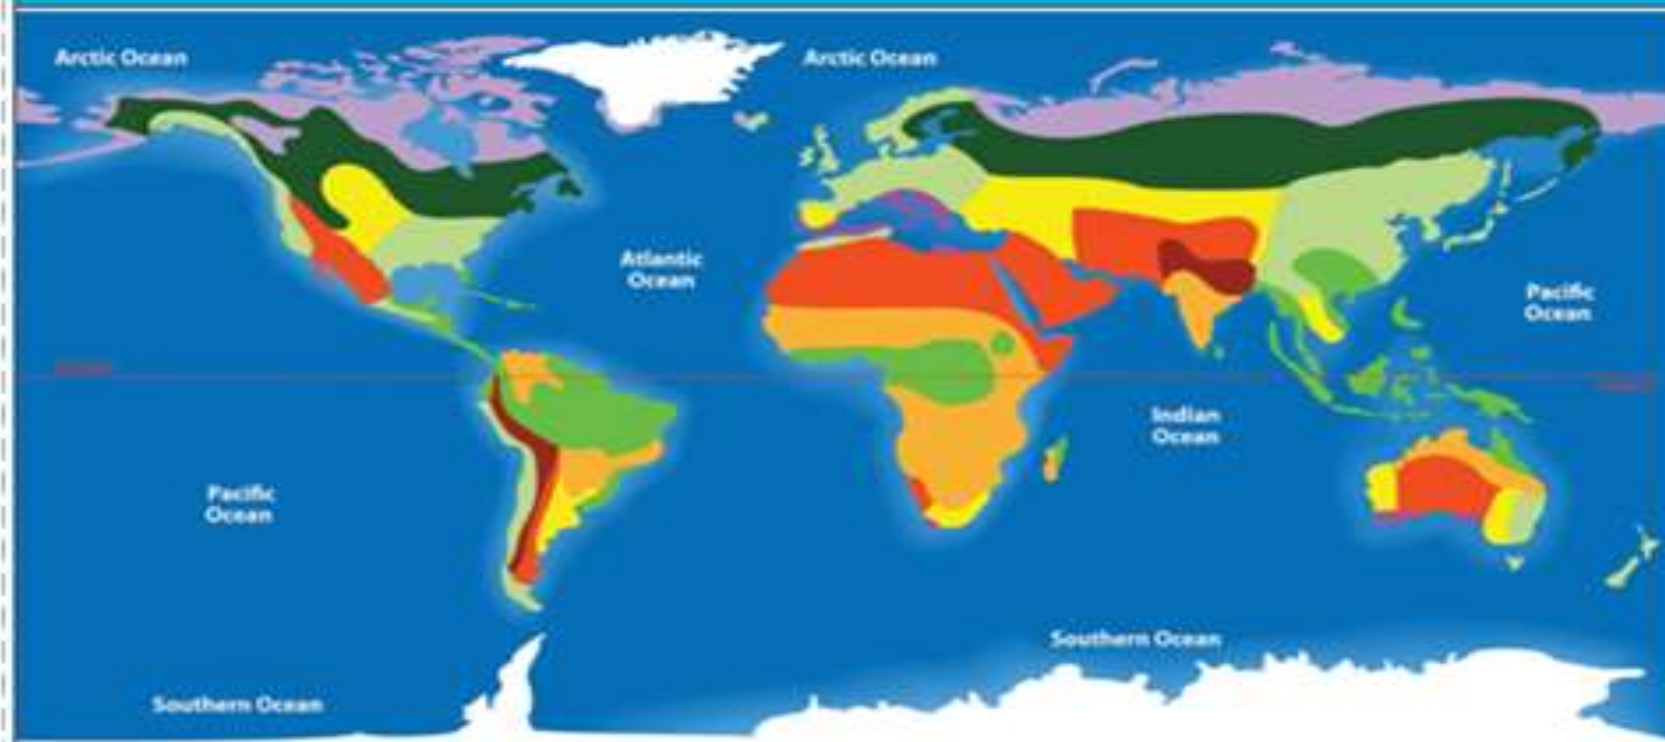 Arctic Ocean
Arctic Ocean
Atlantic
Ocean
Pacific
Ocean
Indian
Ocean
Pacific
Ocean
Southern Ocean
Southern Ocean